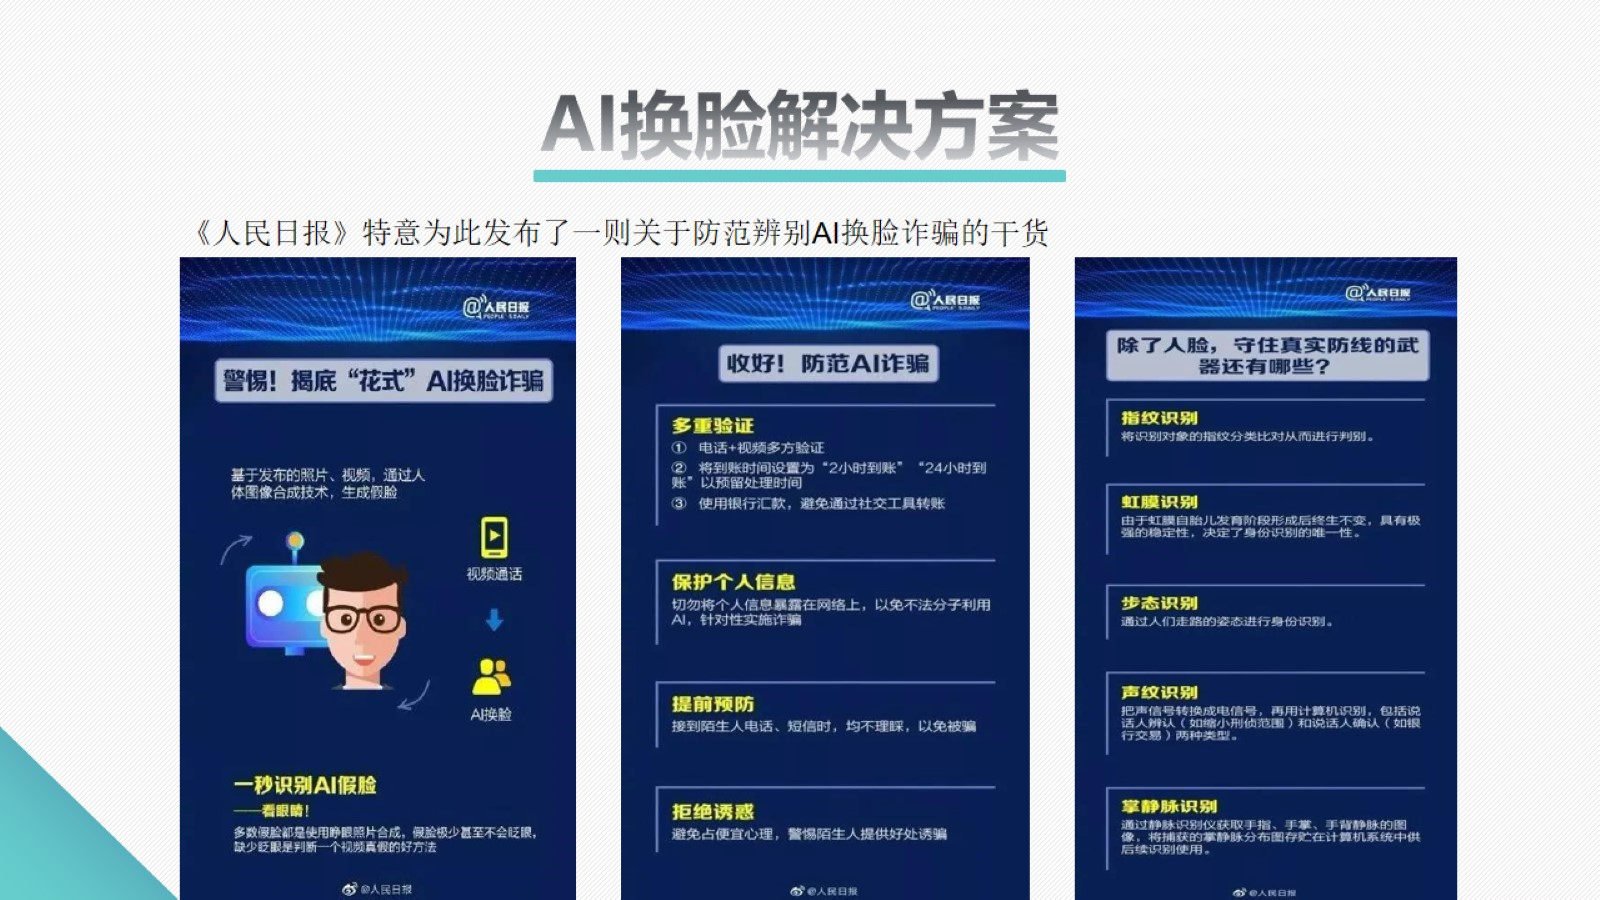 AI换脸解决方案
《人民日报》特意为此发布了一则关于防范辨别AI换脸诈骗的干货
@人民日报
PEOPLE'S DAILY
警惕！揭底“花式”AI换脸诈骗
基于发布的照片、视频，通过人
体图像合成技术，生成假脸
视频通话
AI换脸
一秒识别AI假脸
——看眼睛！
多数假脸都是使用睁眼照片合成，假脸极少甚至不会眨眼，
缺少眨眼是判断一个视频真假的好方法
@人民日报
@人民日报
PEOPLE'S DAILY
收好！防范AI诈骗
多重验证
① 电话+视频多方验证
② 将到账时间设置为“2小时到账”“24小时到
账”以预留处理时间
③ 使用银行汇款，避免通过社交工具转账
保护个人信息
切勿将个人信息暴露在网络上，以免不法分子利用
AI，针对性实施诈骗
提前预防
接到陌生人电话、短信时，均不理睬，以免被骗
拒绝诱惑
避免占便宜心理，警惕陌生人提供好处诱骗
@人民日报
@人民日报
PEOPLE'S DAILY
除了人脸，守住真实防线的武
器还有哪些？
指纹识别
将识别对象的指纹分类比对从而进行判别。
虹膜识别
由于虹膜自胎儿发育阶段形成后终生不变，具有极
强的稳定性，决定了身份识别的唯一性。
步态识别
通过人们走路的姿态进行身份识别。
声纹识别
把声信号转换成电信号，再用计算机识别，包括说
话人辨认（如缩小刑侦范围）和说话人确认（如银
行交易）两种类型。
掌静脉识别
通过静脉识别仪获取手指、手掌、手背静脉的图
像，将捕获的掌静脉分布图存贮在计算机系统中供
后续识别使用。
@人民日报